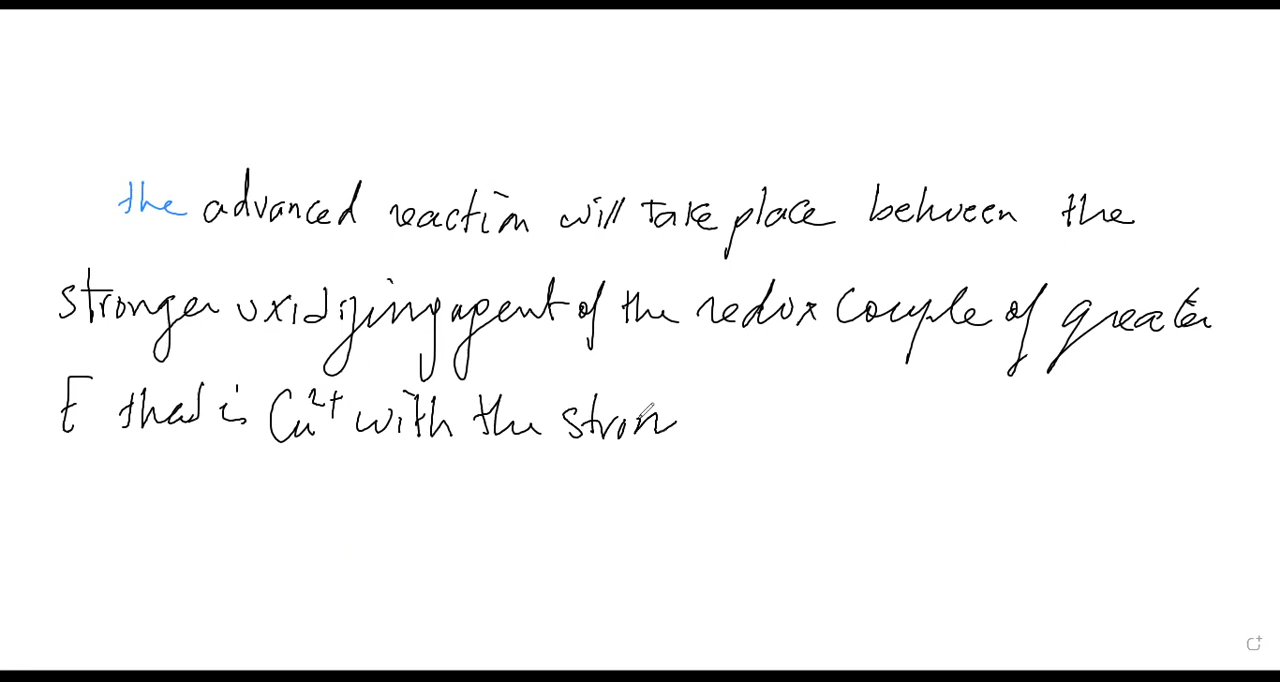 the advanced reaction will take place between the
stronger oxidizing agent of the redox couple of greater
E that is Cu²⁺ with the stron